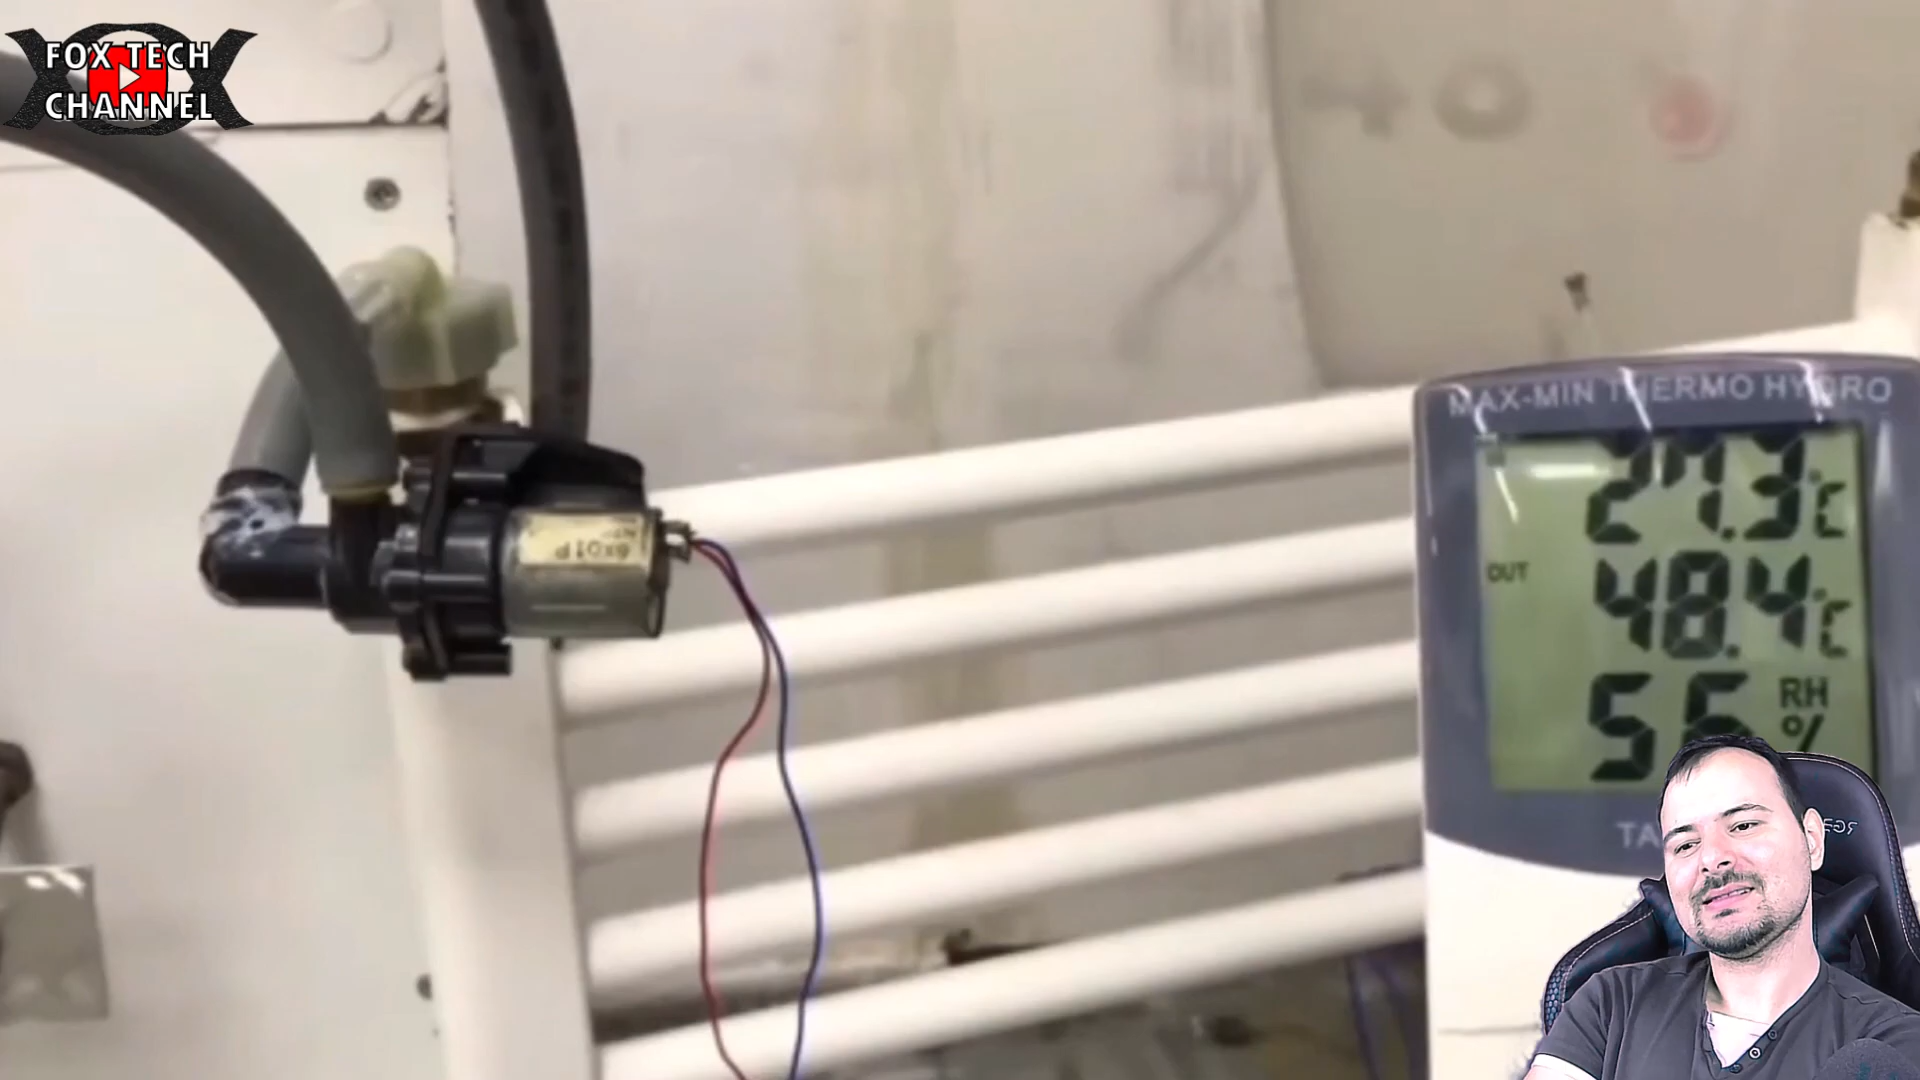 FOX TECH
CHANNEL
MAX-MIN THERMO HYGRO
27.3°C
OUT
48.4°C
56
RH
%